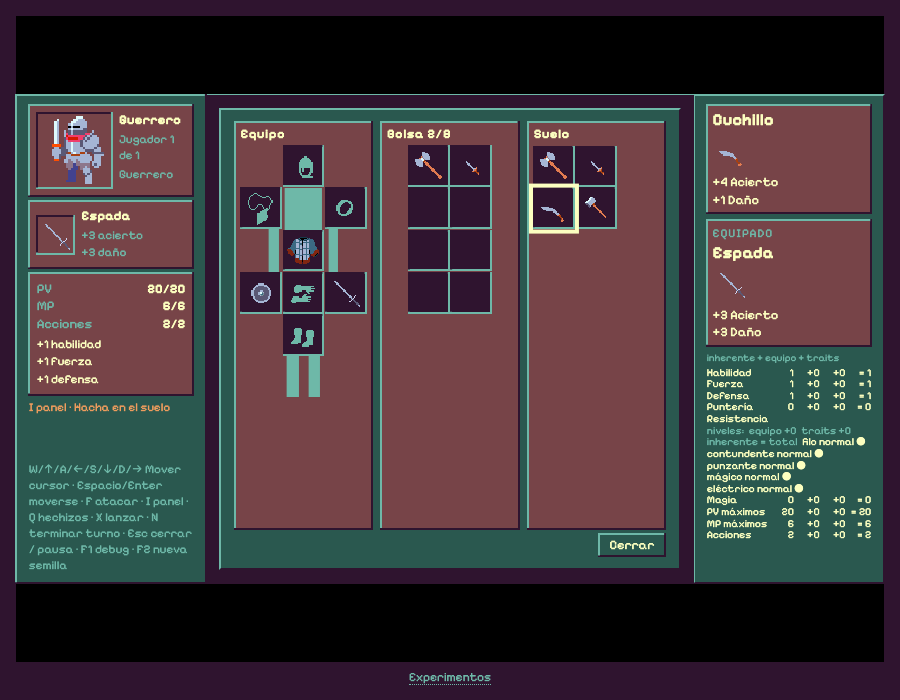 Guerrero
Jugador 1
de 1
Guerrero
Espada
+3 acierto
+3 daño
PV 20/20
MP 6/6
Acciones 2/2
+1 habilidad
+1 fuerza
+1 defensa
I panel · Hacha en el suelo
W/↑/A/←/S/↓/D/→ Mover
cursor · Espacio/Enter
moverse · F atacar · I panel ·
Q hechizos · X lanzar · N
terminar turno · Esc cerrar
/ pausa · F1 debug · F2 nueva
semilla
Equipo
Bolsa 2/8
Suelo
Cerrar
Cuchillo
+4 Acierto
+1 Daño
EQUIPADO
Espada
+3 Acierto
+3 Daño
inherente + equipo + traits
Habilidad 1 +0 +0 = 1
Fuerza 1 +0 +0 = 1
Defensa 1 +0 +0 = 1
Puntería 0 +0 +0 = 0
Resistencia
niveles: equipo +0 traits +0
inherente = total filo normal
contundente normal
punzante normal
mágico normal
eléctrico normal
Magia 0 +0 +0 = 0
PV máximos 20 +0 +0 = 20
MP máximos 6 +0 +0 = 6
Acciones 2 +0 +0 = 2
Experimentos